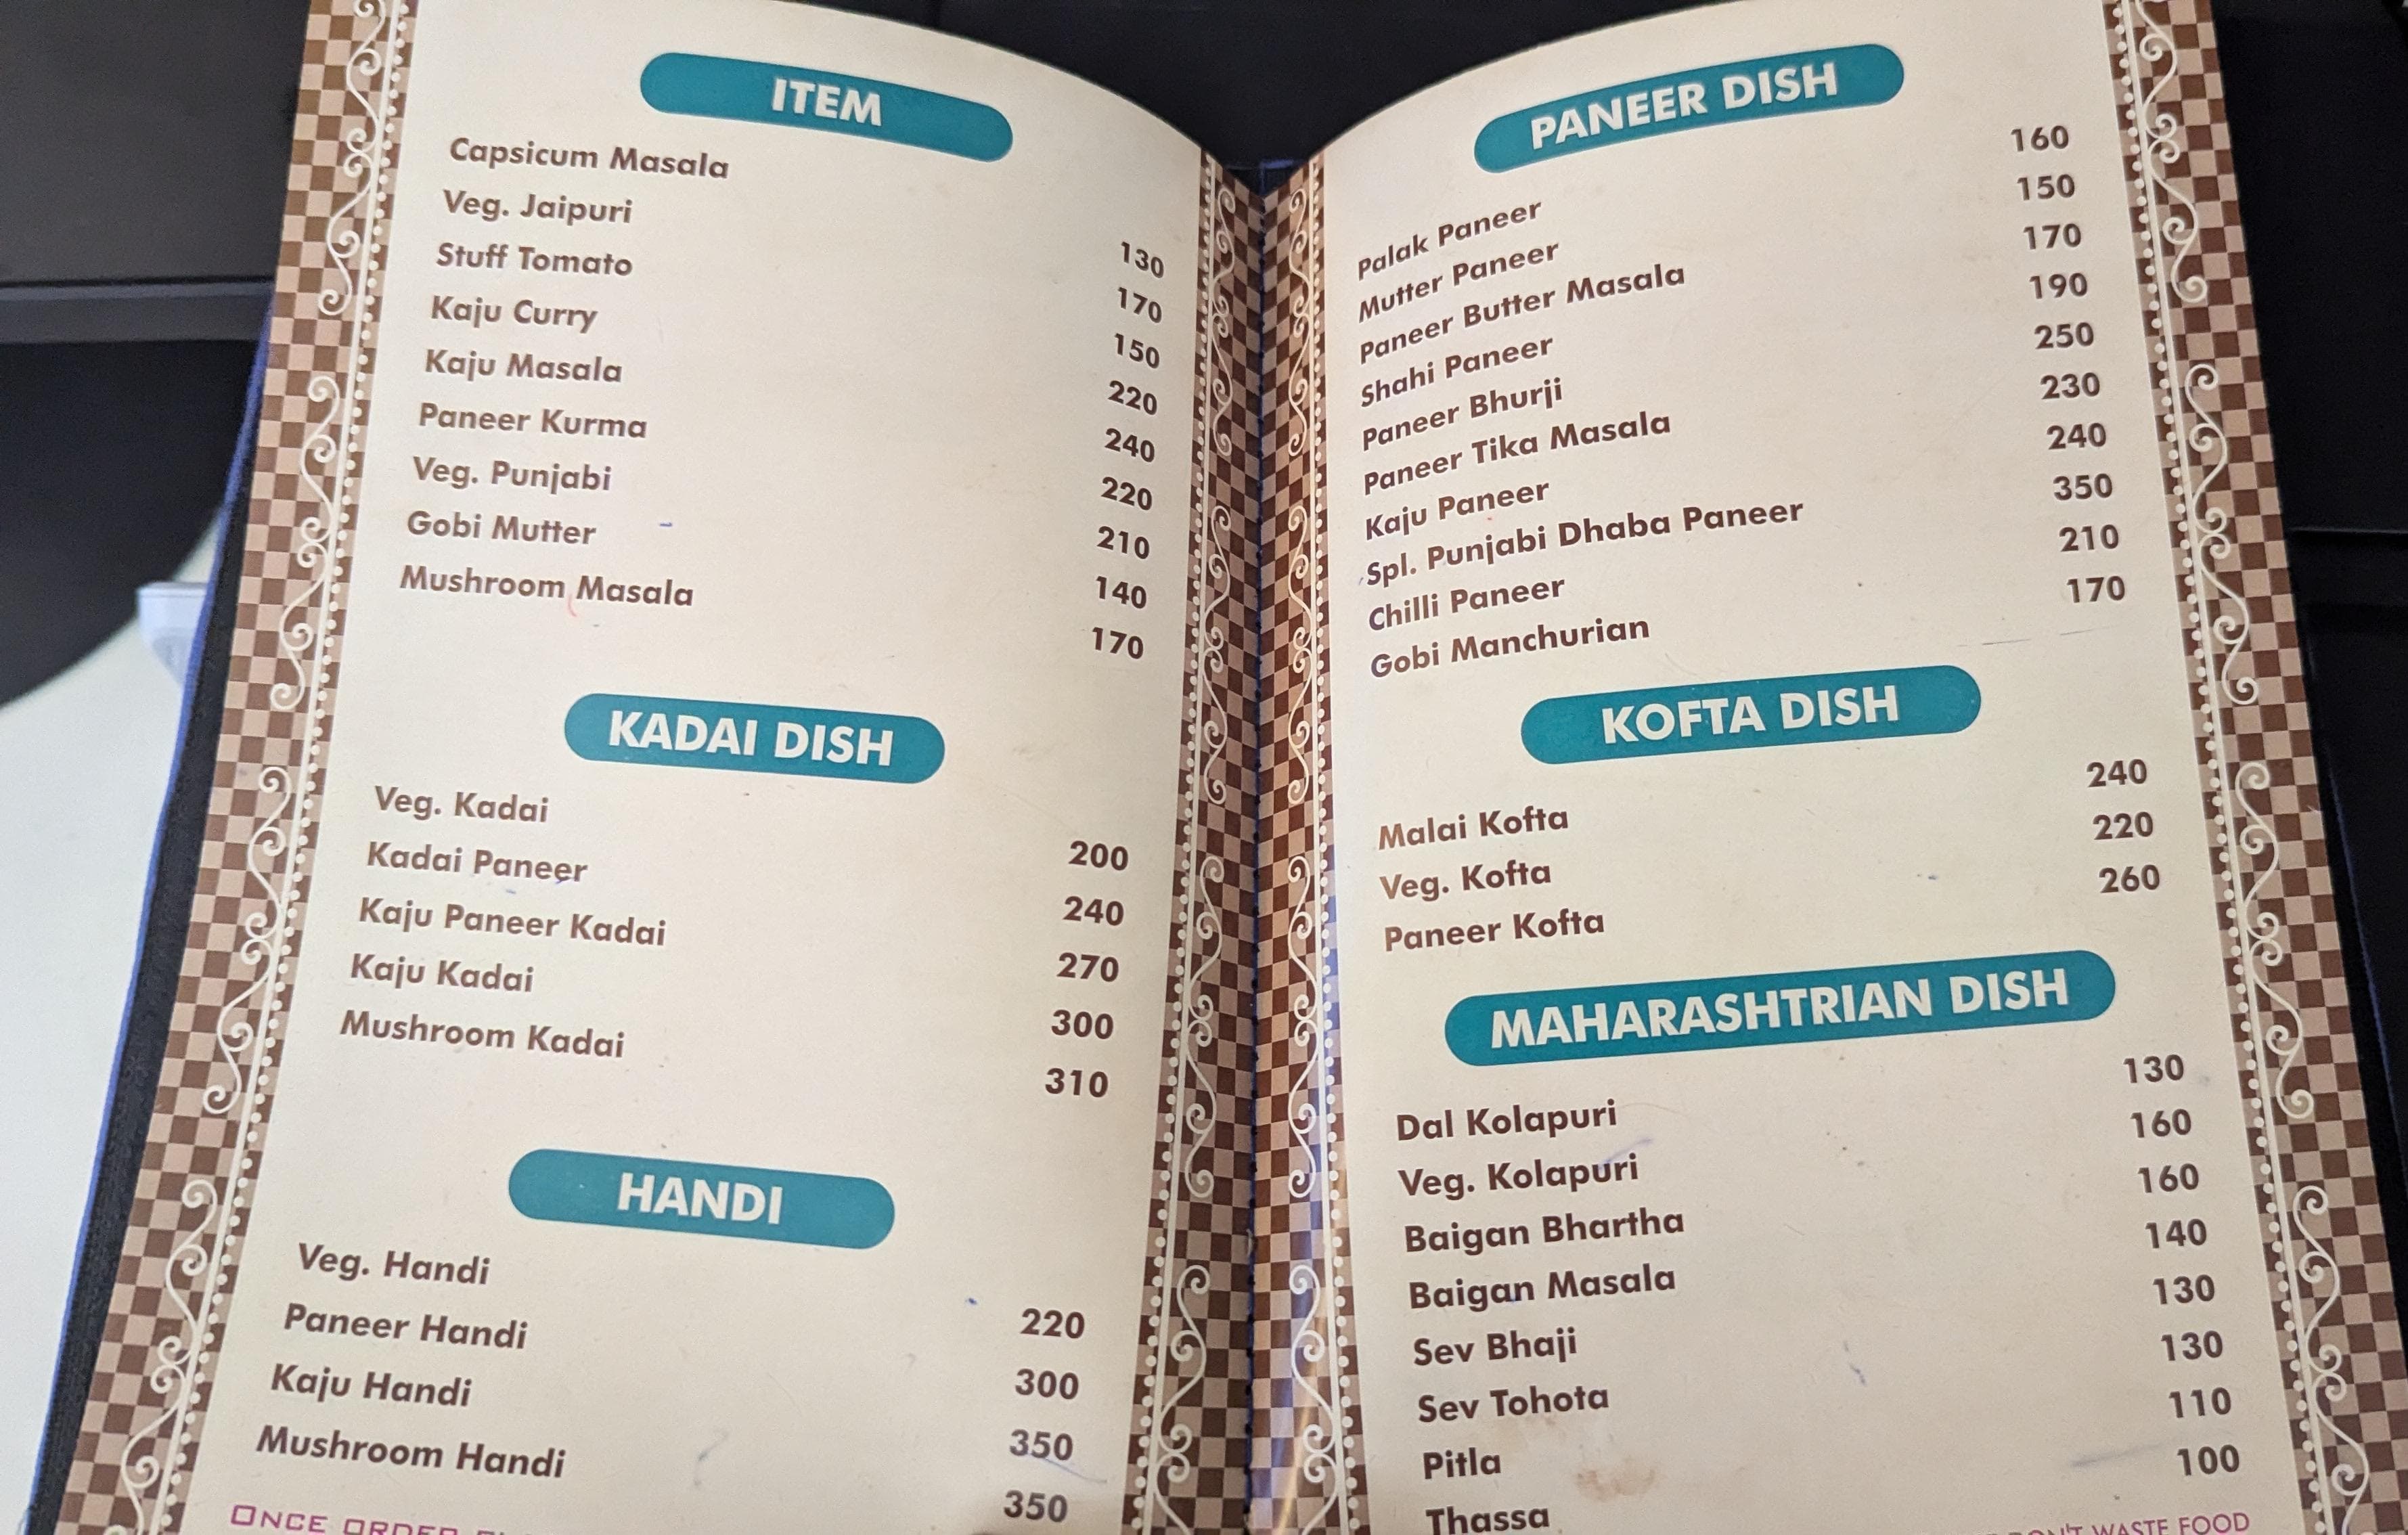 ITEM
Capsicum Masala 130
Veg. Jaipuri 170
Stuff Tomato 150
Kaju Curry 220
Kaju Masala 240
Paneer Kurma 220
Veg. Punjabi 210
Gobi Mutter 140
Mushroom Masala 170
KADAI DISH
Veg. Kadai 200
Kadai Paneer 240
Kaju Paneer Kadai 270
Kaju Kadai 300
Mushroom Kadai 310
HANDI
Veg. Handi 220
Paneer Handi 300
Kaju Handi 350
Mushroom Handi 350
ONCE ORDER
PANEER DISH
Palak Paneer 160
Mutter Paneer 150
Paneer Butter Masala 170
Shahi Paneer 190
Paneer Bhurji 250
Paneer Tika Masala 230
Kaju Paneer 240
Spl. Punjabi Dhaba Paneer 350
Chilli Paneer 210
Gobi Manchurian 170
KOFTA DISH
Malai Kofta 240
Veg. Kofta 220
Paneer Kofta 260
MAHARASHTRIAN DISH
Dal Kolapuri 130
Veg. Kolapuri 160
Baigan Bhartha 160
Baigan Masala 140
Sev Bhaji 130
Sev Tohota 130
Pitla 110
Thassa 100
WASTE FOOD